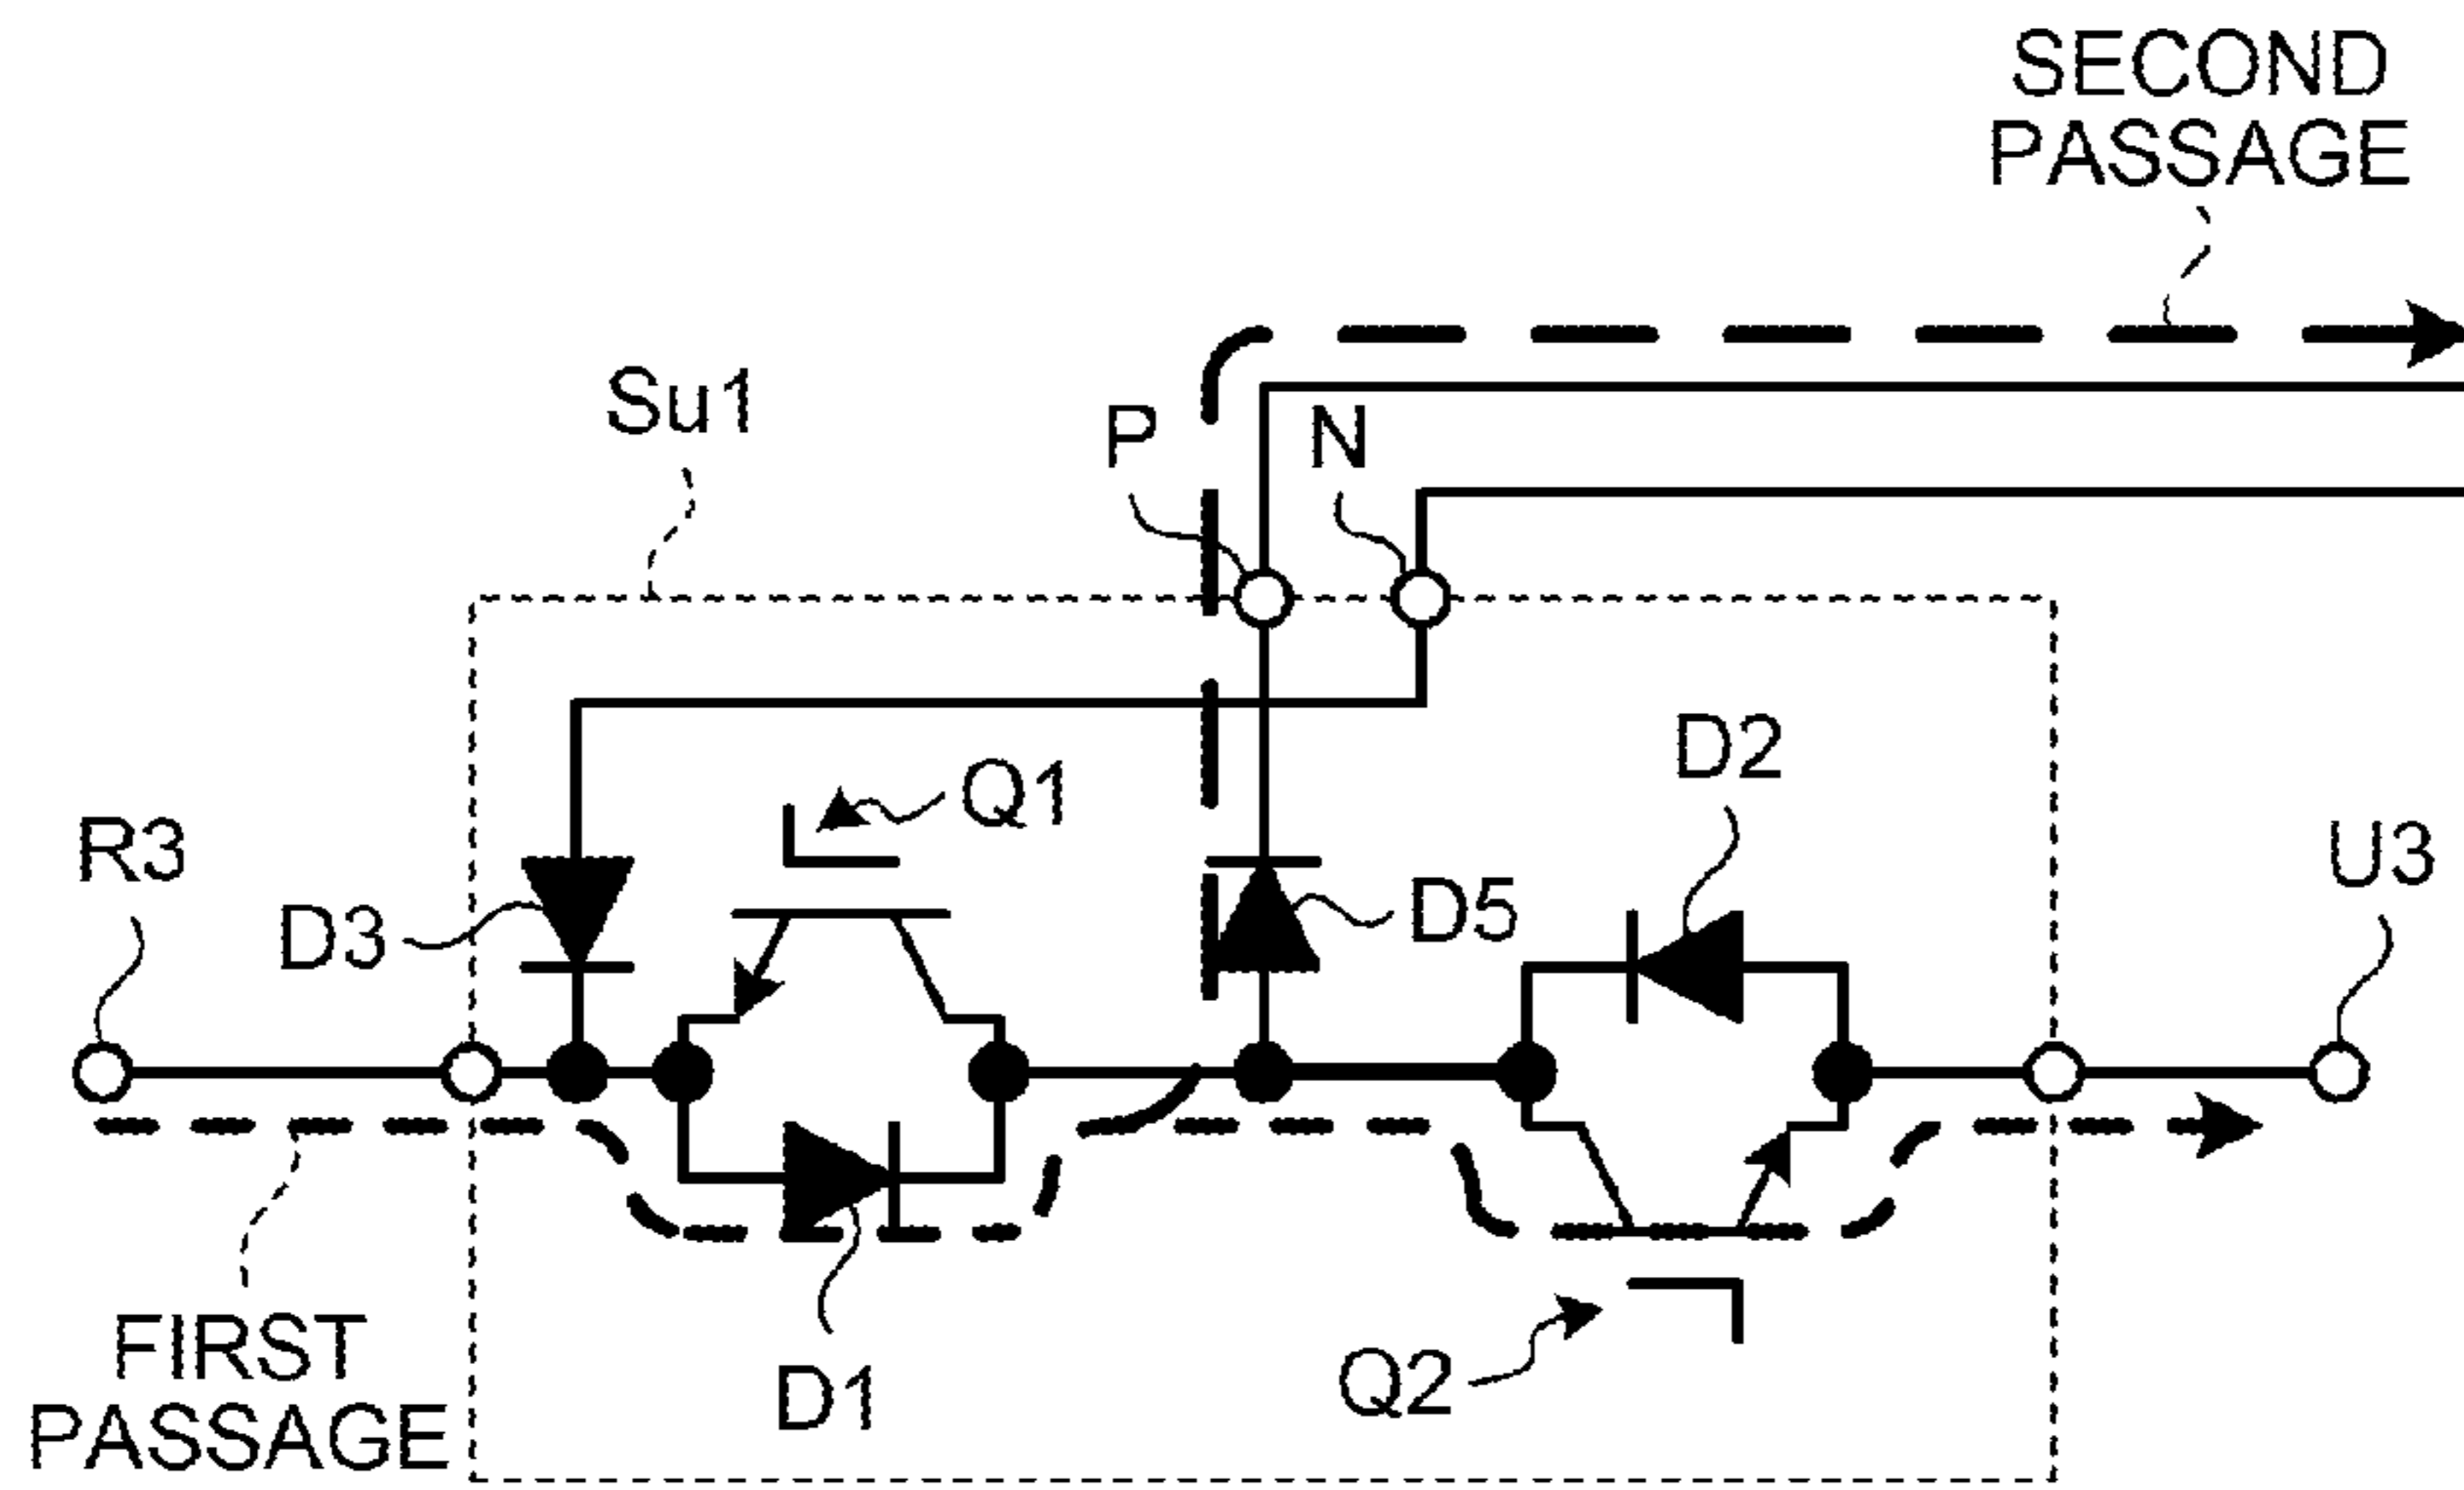 SECOND
PASSAGE
Su1
P
N
D2
Q1
R3
U3
D3
D5
FIRST
PASSAGE
D1
Q2